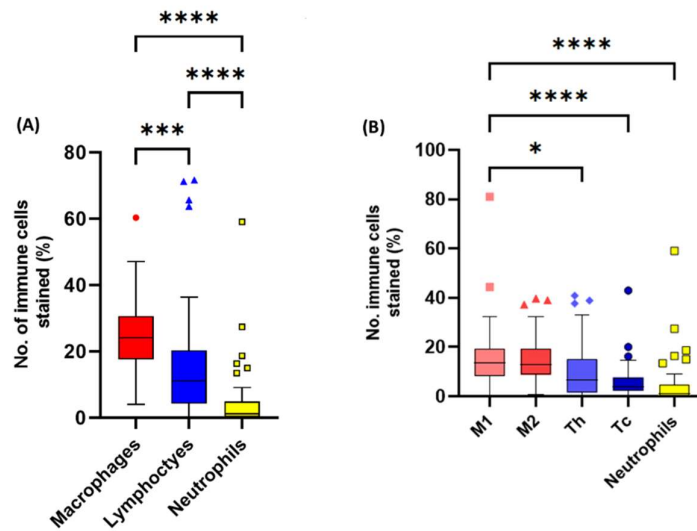 ****
****
***
(A)
No. of immune cells
stained (%)
80
60
40
20
0
Macrophages
Lymphoctyes
Neutrophils
****
****
*
(B)
No. immune cells
stained (%)
100
80
60
40
20
0
M1
M2
Th
Tc
Neutrophils